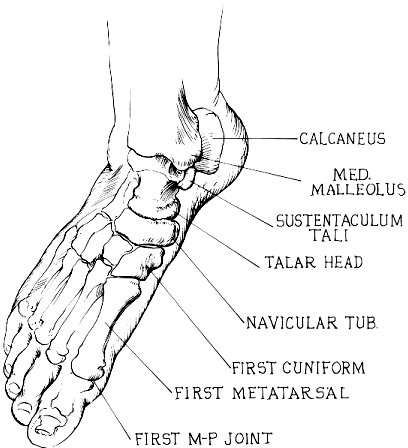 CALCANEUS
MED.
MALLEOLUS
SUSTENTACULUM
TALI
TALAR HEAD
NAVICULAR TUB.
FIRST CUNIFORM
FIRST METATARSAL
FIRST M-P JOINT